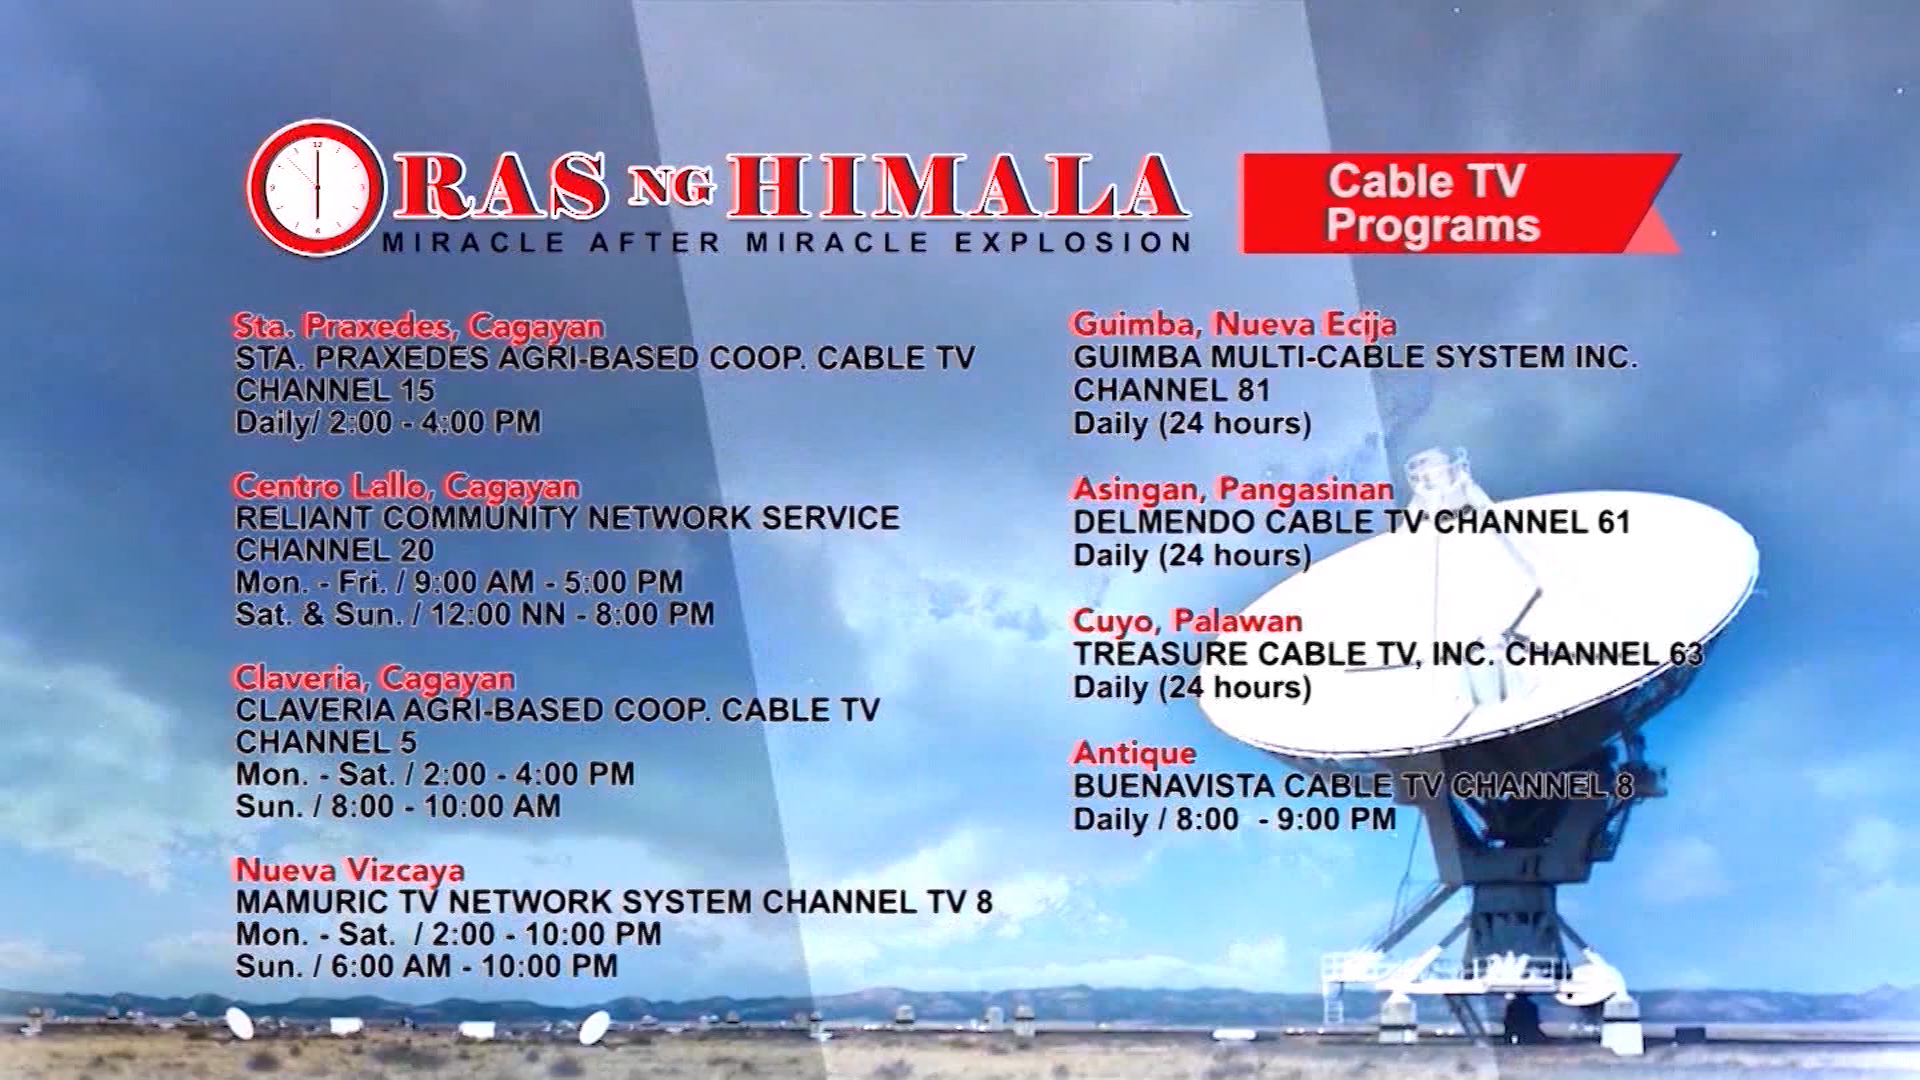 ORAS NG HIMALA
MIRACLE AFTER MIRACLE EXPLOSION
Cable TV
Programs
Sta. Praxedes, Cagayan
STA. PRAXEDES AGRI-BASED COOP. CABLE TV
CHANNEL 15
Daily/ 2:00 - 4:00 PM
Centro Lallo, Cagayan
RELIANT COMMUNITY NETWORK SERVICE
CHANNEL 20
Mon. - Fri. / 9:00 AM - 5:00 PM
Sat. & Sun. / 12:00 NN - 8:00 PM
Claveria, Cagayan
CLAVERIA AGRI-BASED COOP. CABLE TV
CHANNEL 5
Mon. - Sat. / 2:00 - 4:00 PM
Sun. / 8:00 - 10:00 AM
Nueva Vizcaya
MAMURIC TV NETWORK SYSTEM CHANNEL TV 8
Mon. - Sat. / 2:00 - 10:00 PM
Sun. / 6:00 AM - 10:00 PM
Guimba, Nueva Ecija
GUIMBA MULTI-CABLE SYSTEM INC.
CHANNEL 81
Daily (24 hours)
Asingan, Pangasinan
DELMENDO CABLE TV CHANNEL 61
Daily (24 hours)
Cuyo, Palawan
TREASURE CABLE TV, INC. CHANNEL 63
Daily (24 hours)
Antique
BUENAVISTA CABLE TV CHANNEL 8
Daily / 8:00 - 9:00 PM